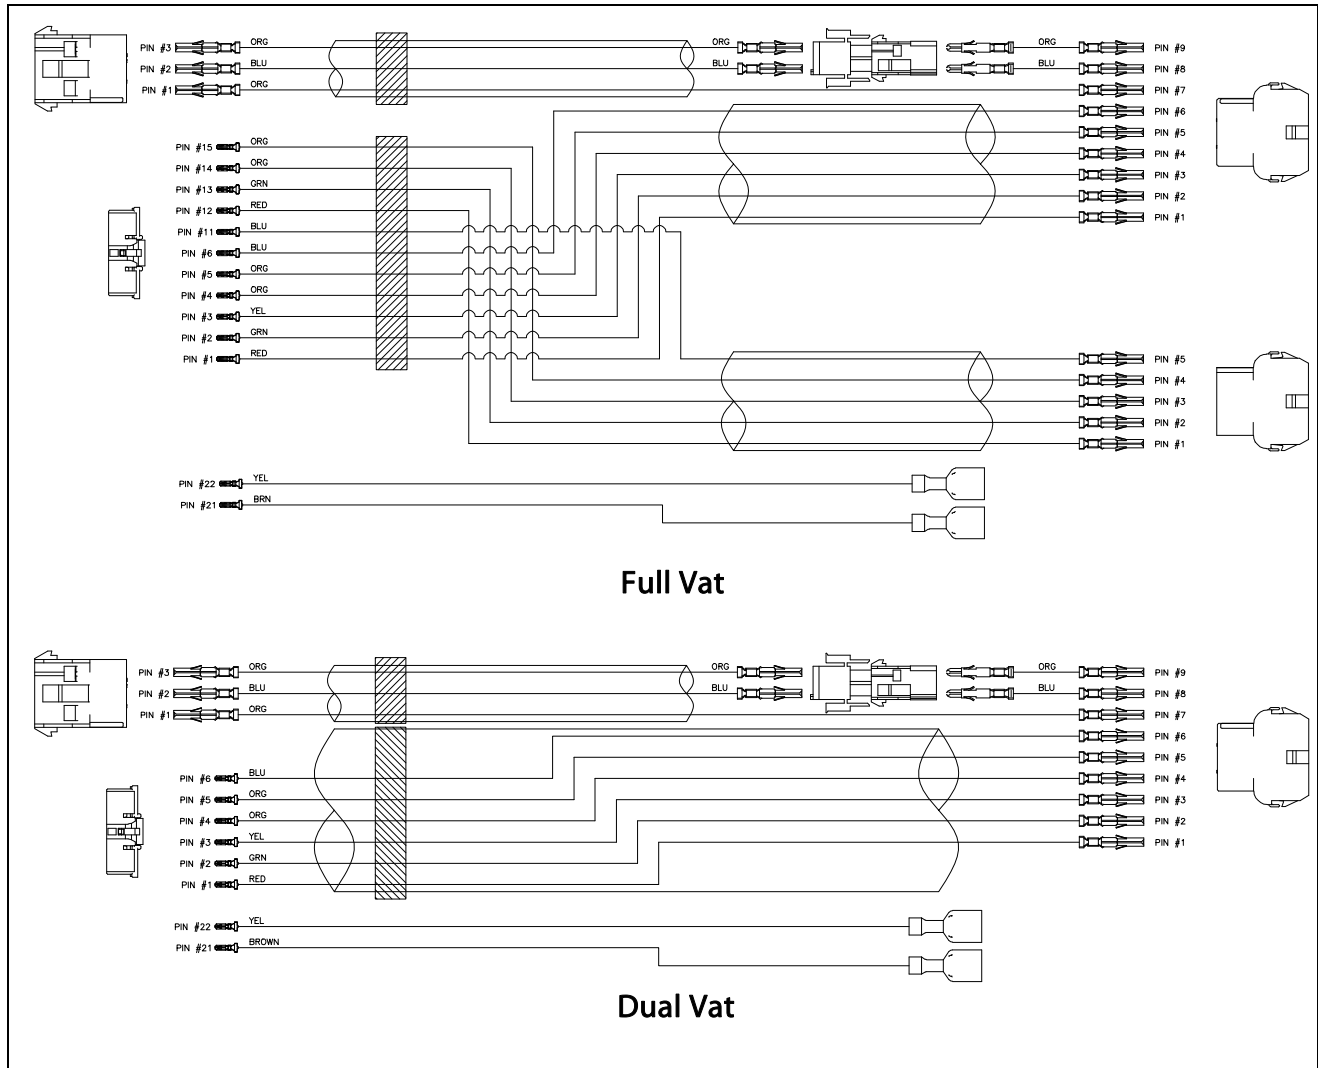 PIN #3 ORG ORG ORG PIN #9
PIN #2 BLU BLU BLU PIN #8
PIN #1 ORG PIN #7
PIN #6
PIN #5
PIN #15 ORG PIN #4
PIN #14 ORG PIN #3
PIN #13 GRN PIN #2
PIN #12 RED PIN #1
PIN #11 BLU
PIN #6 BLU
PIN #5 ORG
PIN #4 ORG
PIN #3 YEL
PIN #2 GRN
PIN #1 RED PIN #5
PIN #4
PIN #3
PIN #2
PIN #1
PIN #22 YEL
PIN #21 BRN
Full Vat
PIN #3 ORG ORG ORG PIN #9
PIN #2 BLU BLU BLU PIN #8
PIN #1 ORG PIN #7
PIN #6
PIN #5
PIN #6 BLU PIN #4
PIN #5 ORG PIN #3
PIN #4 ORG PIN #2
PIN #3 YEL PIN #1
PIN #2 GRN
PIN #1 RED
PIN #22 YEL
PIN #21 BROWN
Dual Vat